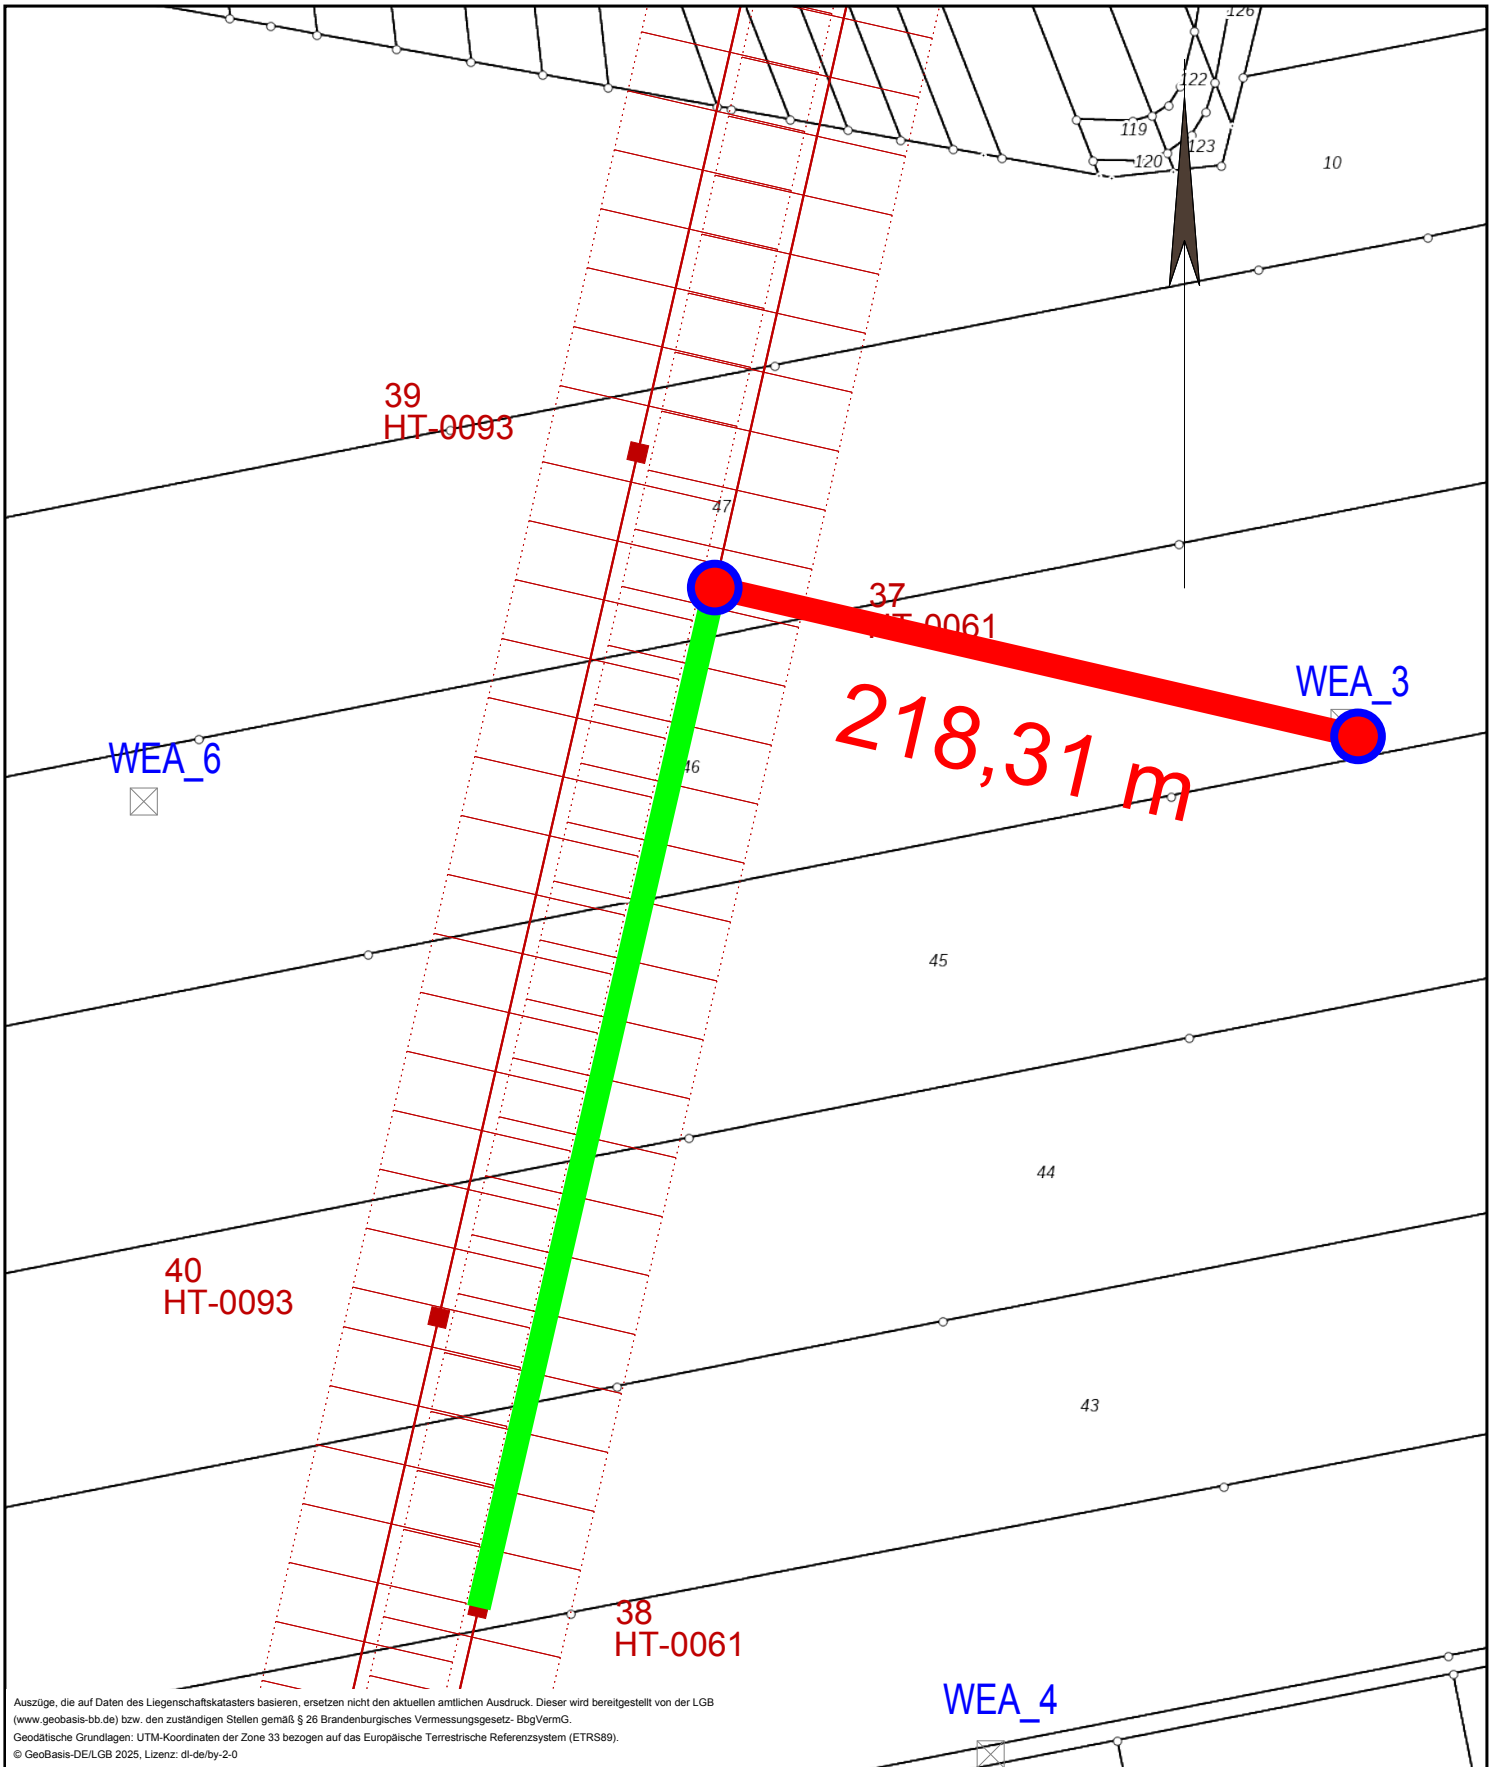 126
122
119
123
120
10
39
HT-0093
47
37
HT-0061
WEA_3
218,31 m
WEA_6
46
45
44
40
HT-0093
43
38
HT-0061
WEA_4
Auszüge, die auf Daten des Liegenschaftskatasters basieren, ersetzen nicht den aktuellen amtlichen Ausdruck. Dieser wird bereitgestellt von der LGB
(www.geobasis-bb.de) bzw. den zuständigen Stellen gemäß § 26 Brandenburgisches Vermessungsgesetz- BbgVermG.
Geodätische Grundlagen: UTM-Koordinaten der Zone 33 bezogen auf das Europäische Terrestrische Referenzsystem (ETRS89).
© GeoBasis-DE/LGB 2025, Lizenz: dl-de/by-2-0